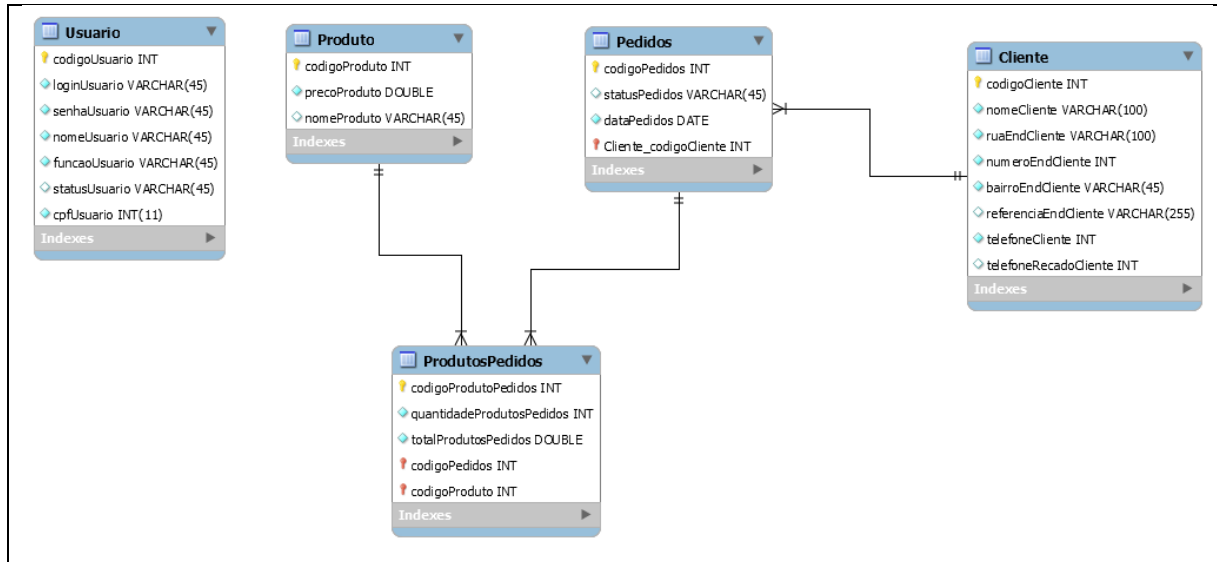 Usuario
codigoUsuario INT
loginUsuario VARCHAR(45)
senhaUsuario VARCHAR(45)
nomeUsuario VARCHAR(45)
funcaoUsuario VARCHAR(45)
statusUsuario VARCHAR(45)
cpfUsuario INT(11)
Indexes
Produto
codigoProduto INT
precoProduto DOUBLE
nomeProduto VARCHAR(45)
Indexes
Pedidos
codigoPedidos INT
statusPedidos VARCHAR(45)
dataPedidos DATE
Cliente_codigoCliente INT
Indexes
Cliente
codigoCliente INT
nomeCliente VARCHAR(100)
ruaEndCliente VARCHAR(100)
numeroEndCliente INT
bairroEndCliente VARCHAR(45)
referenciaEndCliente VARCHAR(255)
telefoneCliente INT
telefoneRecadoCliente INT
Indexes
ProdutosPedidos
codigoProdutoPedidos INT
quantidadeProdutosPedidos INT
totalProdutosPedidos DOUBLE
codigoPedidos INT
codigoProduto INT
Indexes